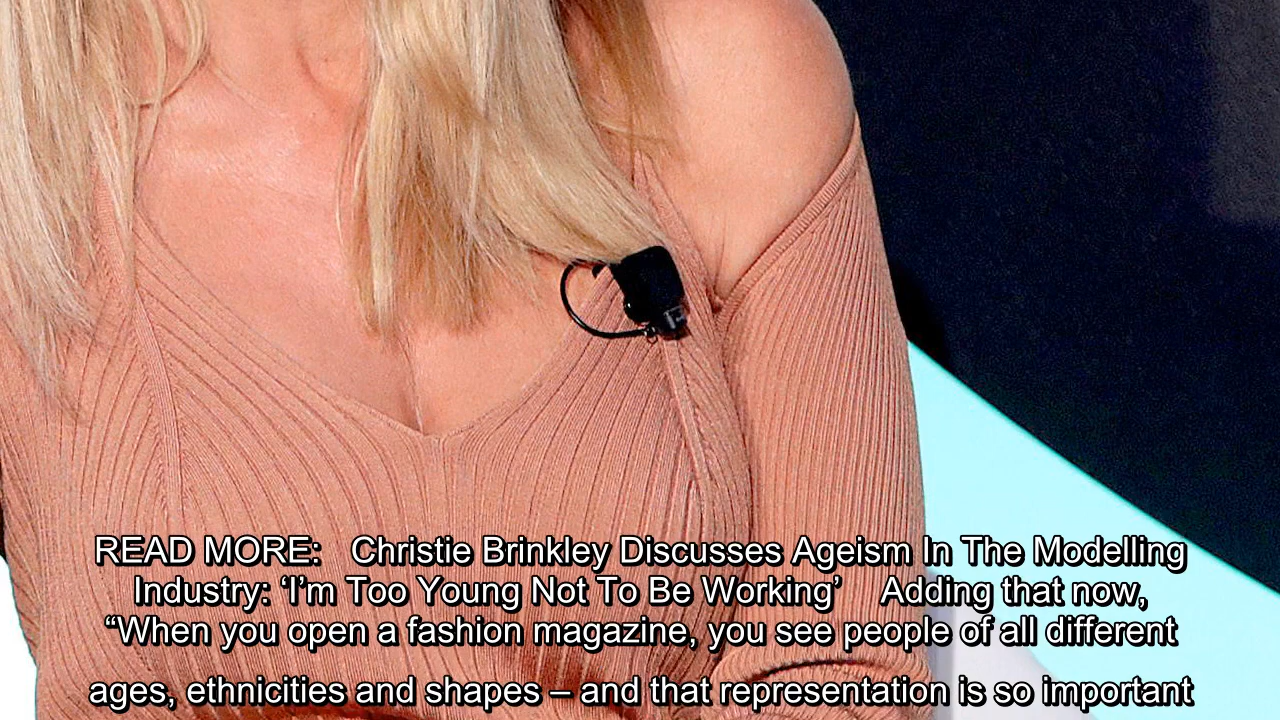 READ MORE: Christie Brinkley Discusses Ageism In The Modelling
Industry: ‘I’m Too Young Not To Be Working’ Adding that now,
“When you open a fashion magazine, you see people of all different
ages, ethnicities and shapes – and that representation is so important